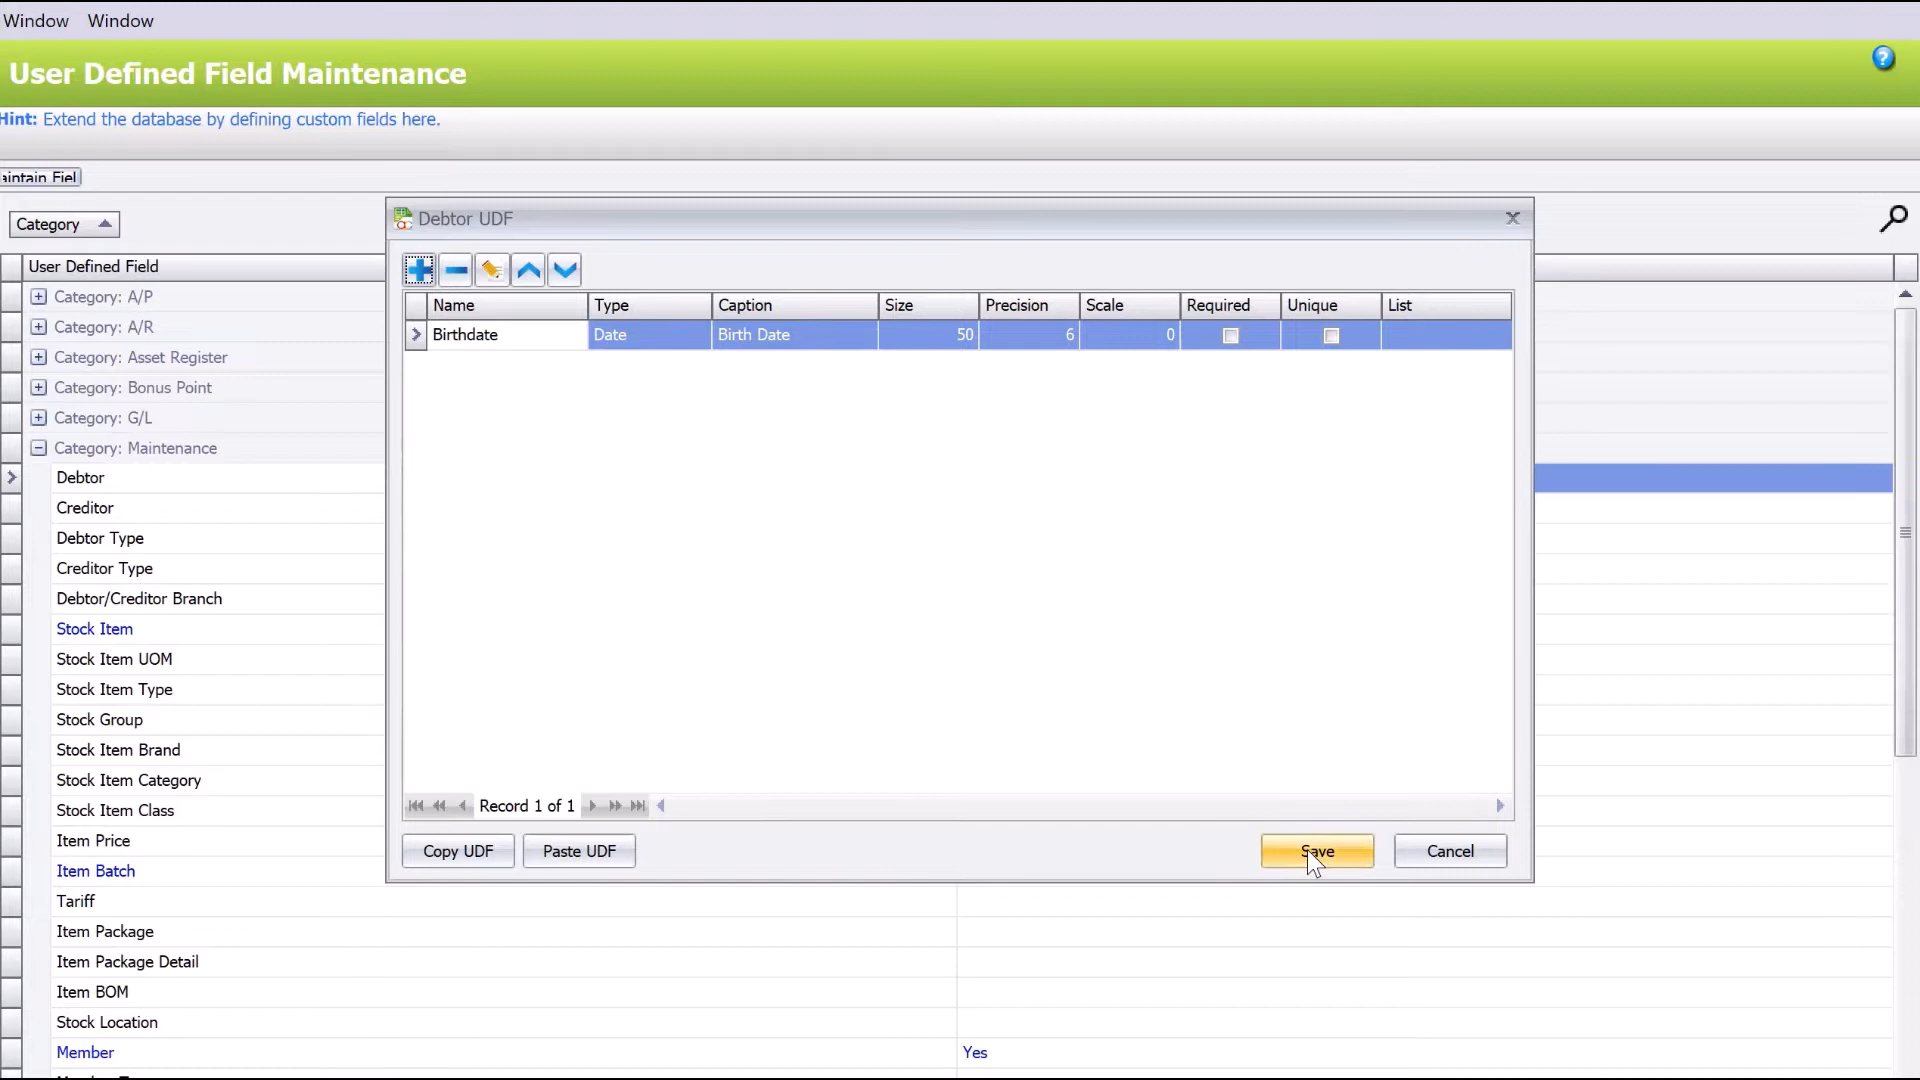 Window Window
User Defined Field Maintenance
?
Hint: Extend the database by defining custom fields here.
aintain Fiel
Category
Debtor UDF
User Defined Field
Name Type Caption Size Precision Scale Required Unique List
Birthdate Date Birth Date 50 6 0
Category: A/P
Category: A/R
Category: Asset Register
Category: Bonus Point
Category: G/L
Category: Maintenance
Debtor
Creditor
Debtor Type
Creditor Type
Debtor/Creditor Branch
Stock Item
Stock Item UOM
Stock Item Type
Stock Group
Stock Item Brand
Stock Item Category
Stock Item Class
Item Price
Item Batch
Tariff
Item Package
Item Package Detail
Item BOM
Stock Location
Member Yes
Record 1 of 1
Copy UDF Paste UDF Save Cancel